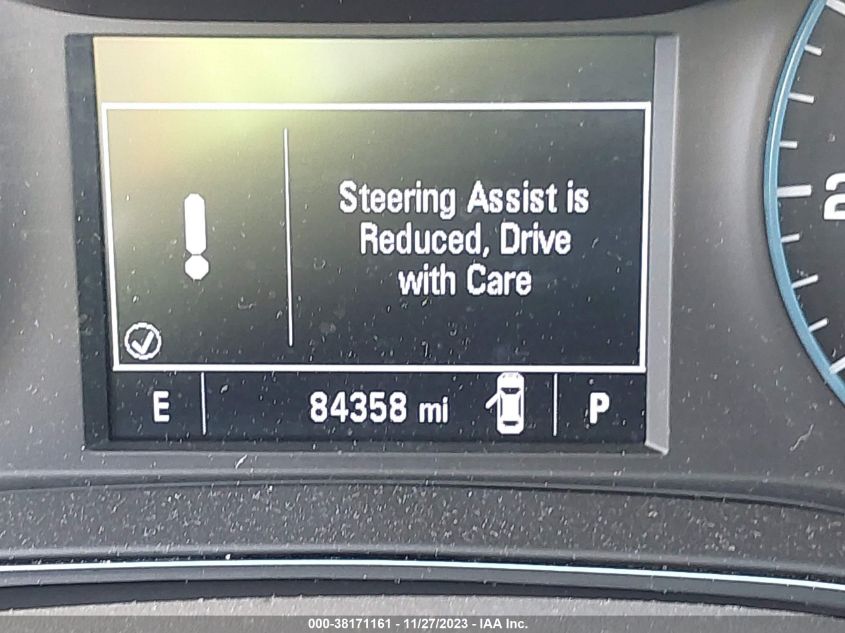 Steering Assist is
Reduced, Drive
with Care
E 84358 mi P
2
000-38171161 - 11/27/2023 - IAA Inc.